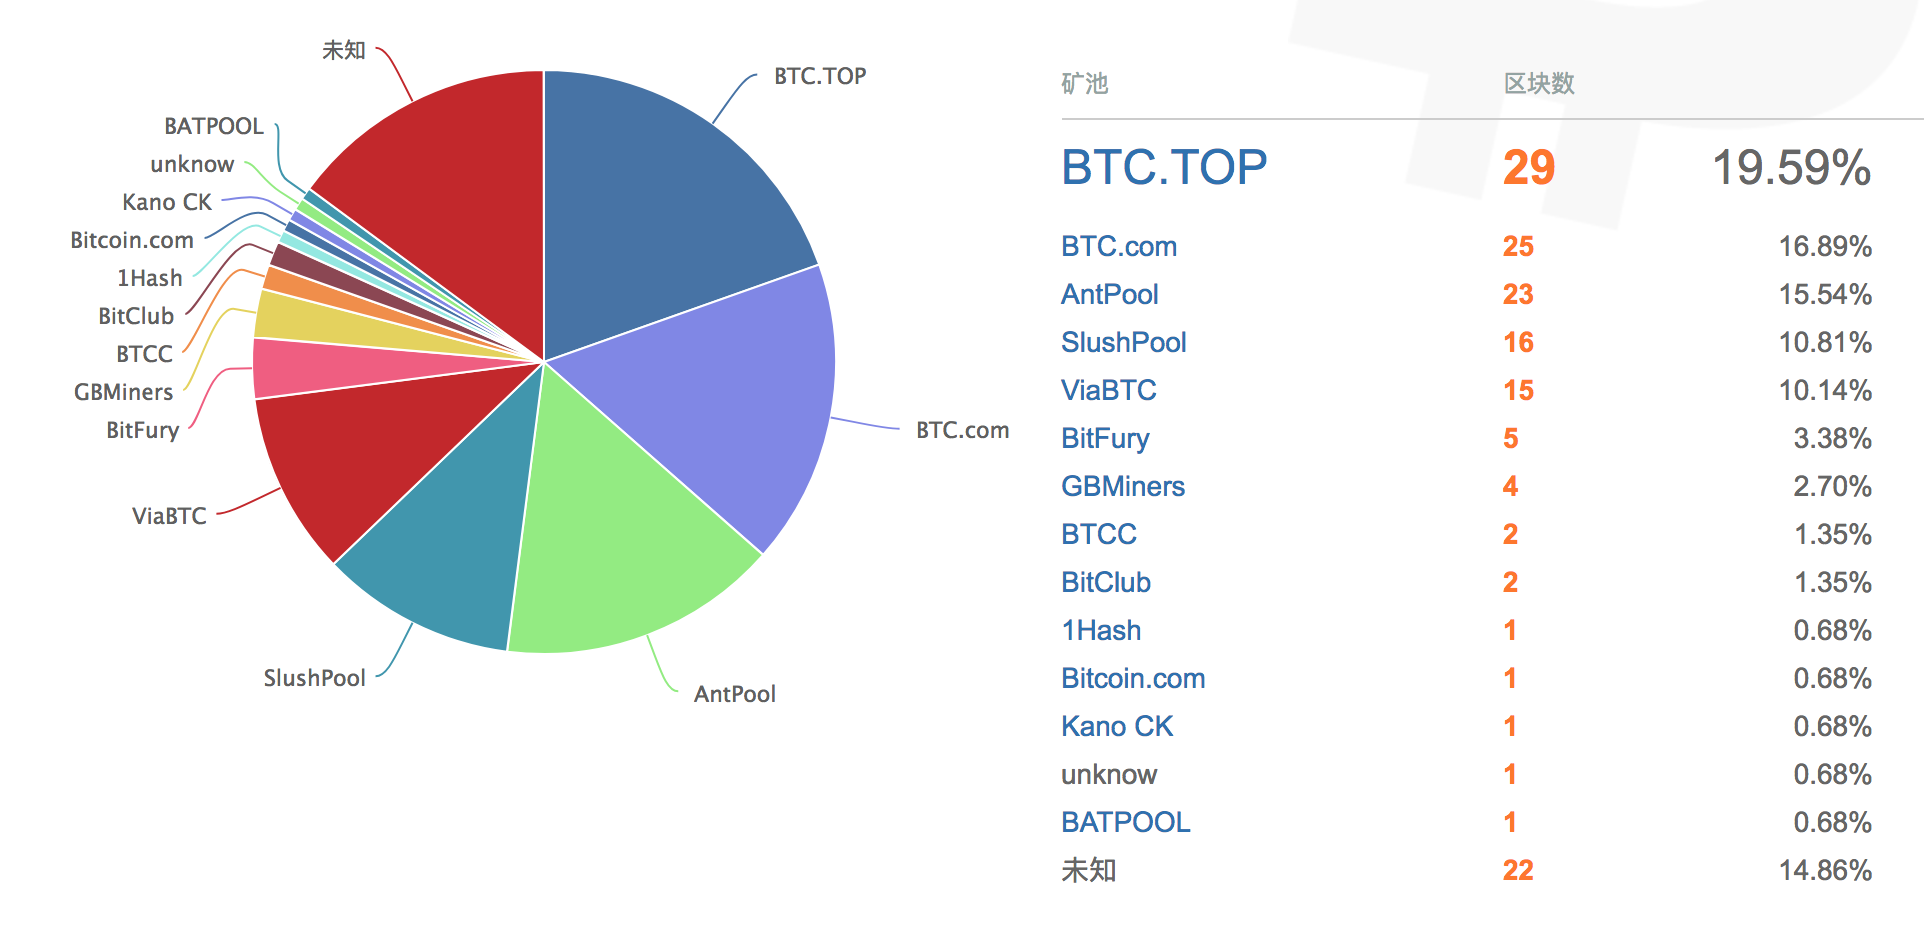 未知
BTC.TOP
BATPOOL
unknow
Kano CK
Bitcoin.com
1Hash
BitClub
BTCC
GBMiners
BitFury
BTC.com
ViaBTC
SlushPool
AntPool
矿池 区块数
BTC.TOP 29 19.59%
BTC.com 25 16.89%
AntPool 23 15.54%
SlushPool 16 10.81%
ViaBTC 15 10.14%
BitFury 5 3.38%
GBMiners 4 2.70%
BTCC 2 1.35%
BitClub 2 1.35%
1Hash 1 0.68%
Bitcoin.com 1 0.68%
Kano CK 1 0.68%
unknow 1 0.68%
BATPOOL 1 0.68%
未知 22 14.86%